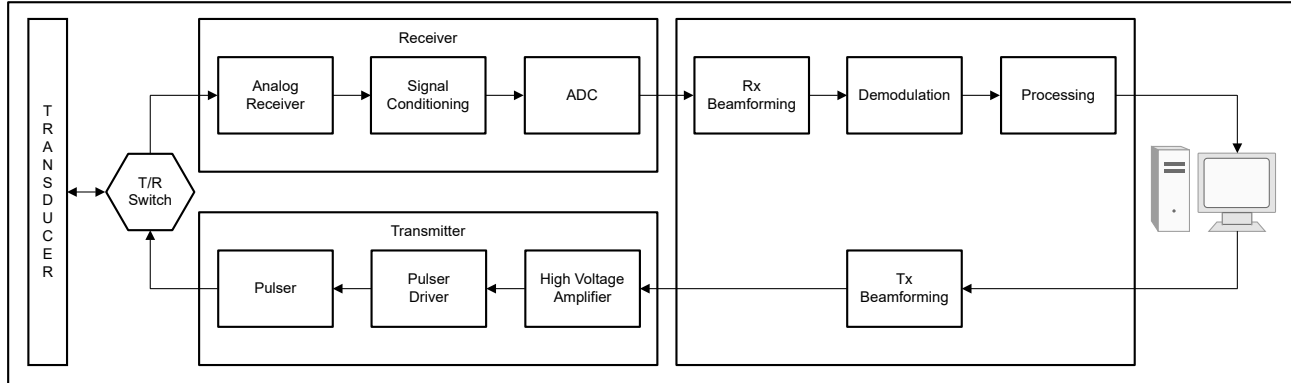 TRANSDUCER
T/R
Switch
Receiver
Analog
Receiver
Signal
Conditioning
ADC
Rx
Beamforming
Demodulation
Processing
Transmitter
Pulser
Pulser
Driver
High Voltage
Amplifier
Tx
Beamforming